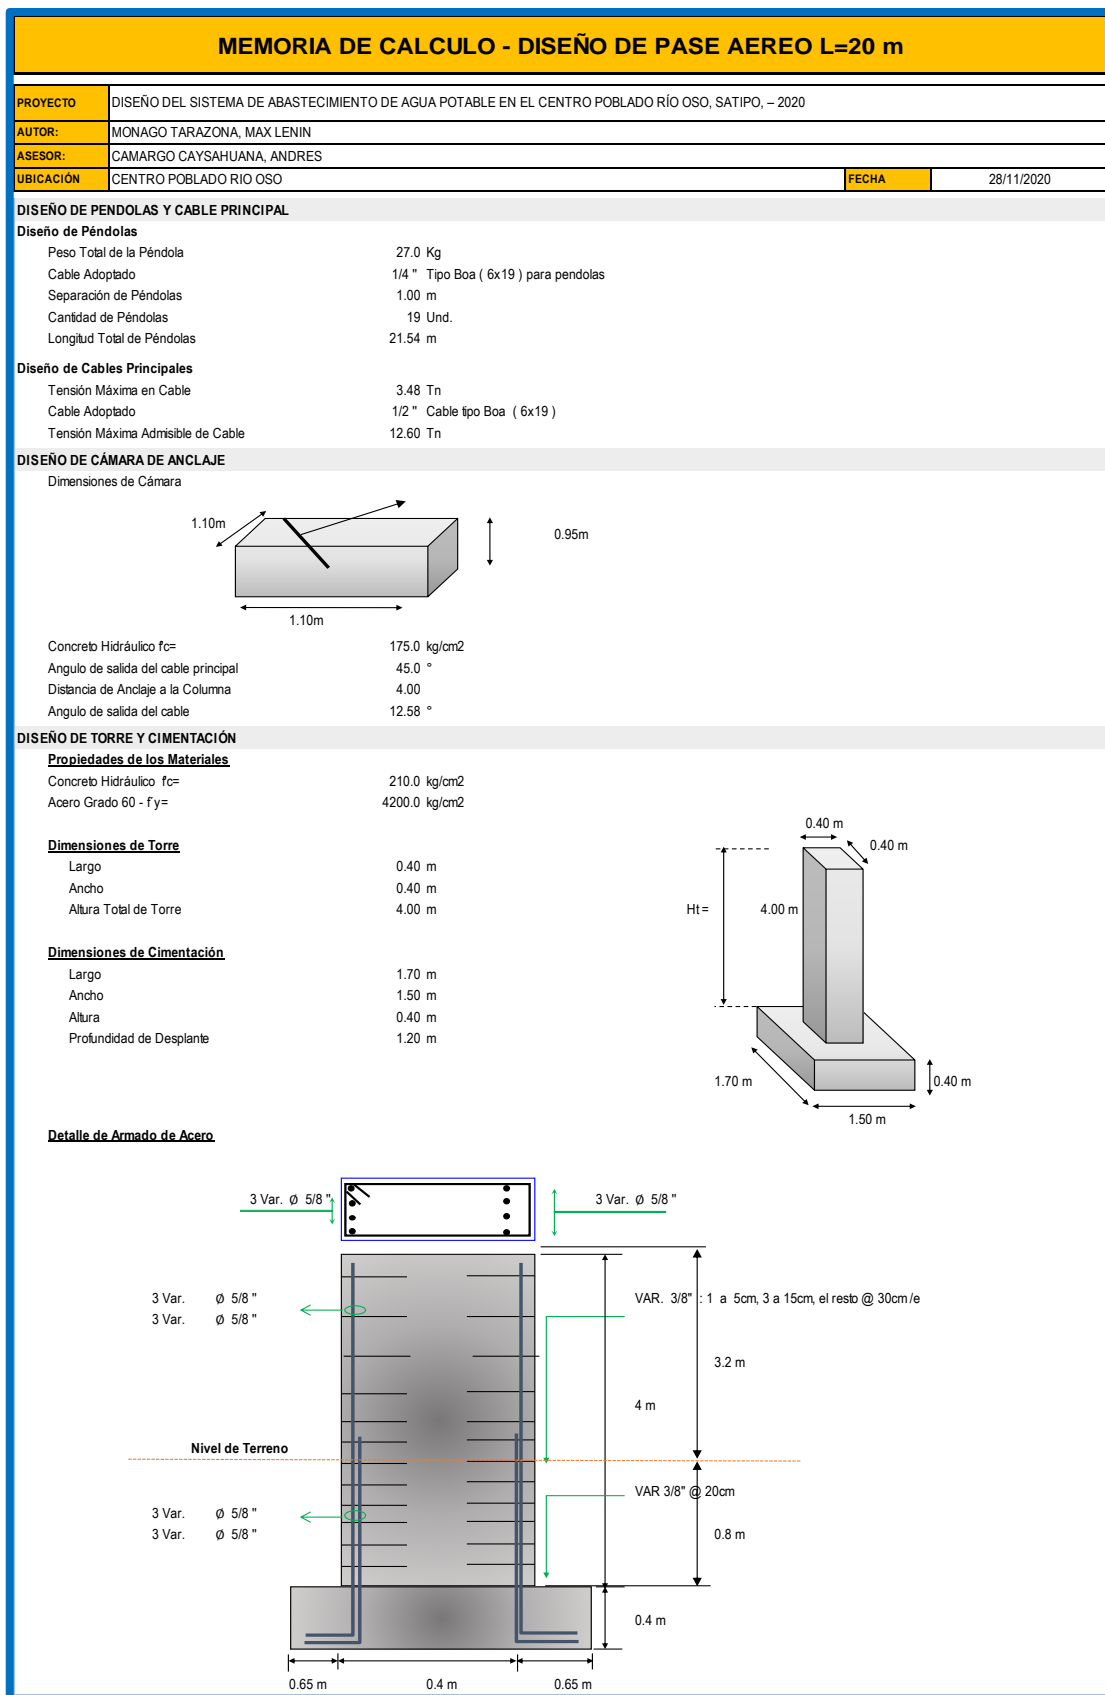 MEMORIA DE CALCULO - DISEÑO DE PASE AEREO L=20 m
PROYECTO DISEÑO DEL SISTEMA DE ABASTECIMIENTO DE AGUA POTABLE EN EL CENTRO POBLADO RÍO OSO, SATIPO, – 2020
AUTOR: MONAGO TARAZONA, MAX LENIN
ASESOR: CAMARGO CAYSAHUANA, ANDRES
UBICACIÓN CENTRO POBLADO RIO OSO FECHA 28/11/2020
DISEÑO DE PENDOLAS Y CABLE PRINCIPAL
Diseño de Péndolas
Peso Total de la Péndola 27.0 Kg
Cable Adoptado 1/4 " Tipo Boa ( 6x19 ) para pendolas
Separación de Péndolas 1.00 m
Cantidad de Péndolas 19 Und.
Longitud Total de Péndolas 21.54 m
Diseño de Cables Principales
Tensión Máxima en Cable 3.48 Tn
Cable Adoptado 1/2 " Cable tipo Boa ( 6x19 )
Tensión Máxima Admisible de Cable 12.60 Tn
DISEÑO DE CÁMARA DE ANCLAJE
Dimensiones de Cámara
1.10m
0.95m
1.10m
Concreto Hidráulico f'c= 175.0 kg/cm2
Angulo de salida del cable principal 45.0 °
Distancia de Anclaje a la Columna 4.00
Angulo de salida del cable 12.58 °
DISEÑO DE TORRE Y CIMENTACIÓN
Propiedades de los Materiales
Concreto Hidráulico f'c= 210.0 kg/cm2
Acero Grado 60 - f'y= 4200.0 kg/cm2
0.40 m
Dimensiones de Torre 0.40 m
Largo 0.40 m
Ancho 0.40 m
Altura Total de Torre 4.00 m Ht = 4.00 m
Dimensiones de Cimentación
Largo 1.70 m
Ancho 1.50 m
Altura 0.40 m
Profundidad de Desplante 1.20 m
1.70 m 0.40 m
1.50 m
Detalle de Armado de Acero
3 Var. Ø 5/8 " 3 Var. Ø 5/8 "
3 Var. Ø 5/8 " VAR. 3/8" : 1 a 5cm, 3 a 15cm, el resto @ 30cm /e
3 Var. Ø 5/8 "
3.2 m
4 m
Nivel de Terreno
VAR 3/8" @ 20cm
3 Var. Ø 5/8 "
3 Var. Ø 5/8 " 0.8 m
0.4 m
0.65 m 0.4 m 0.65 m